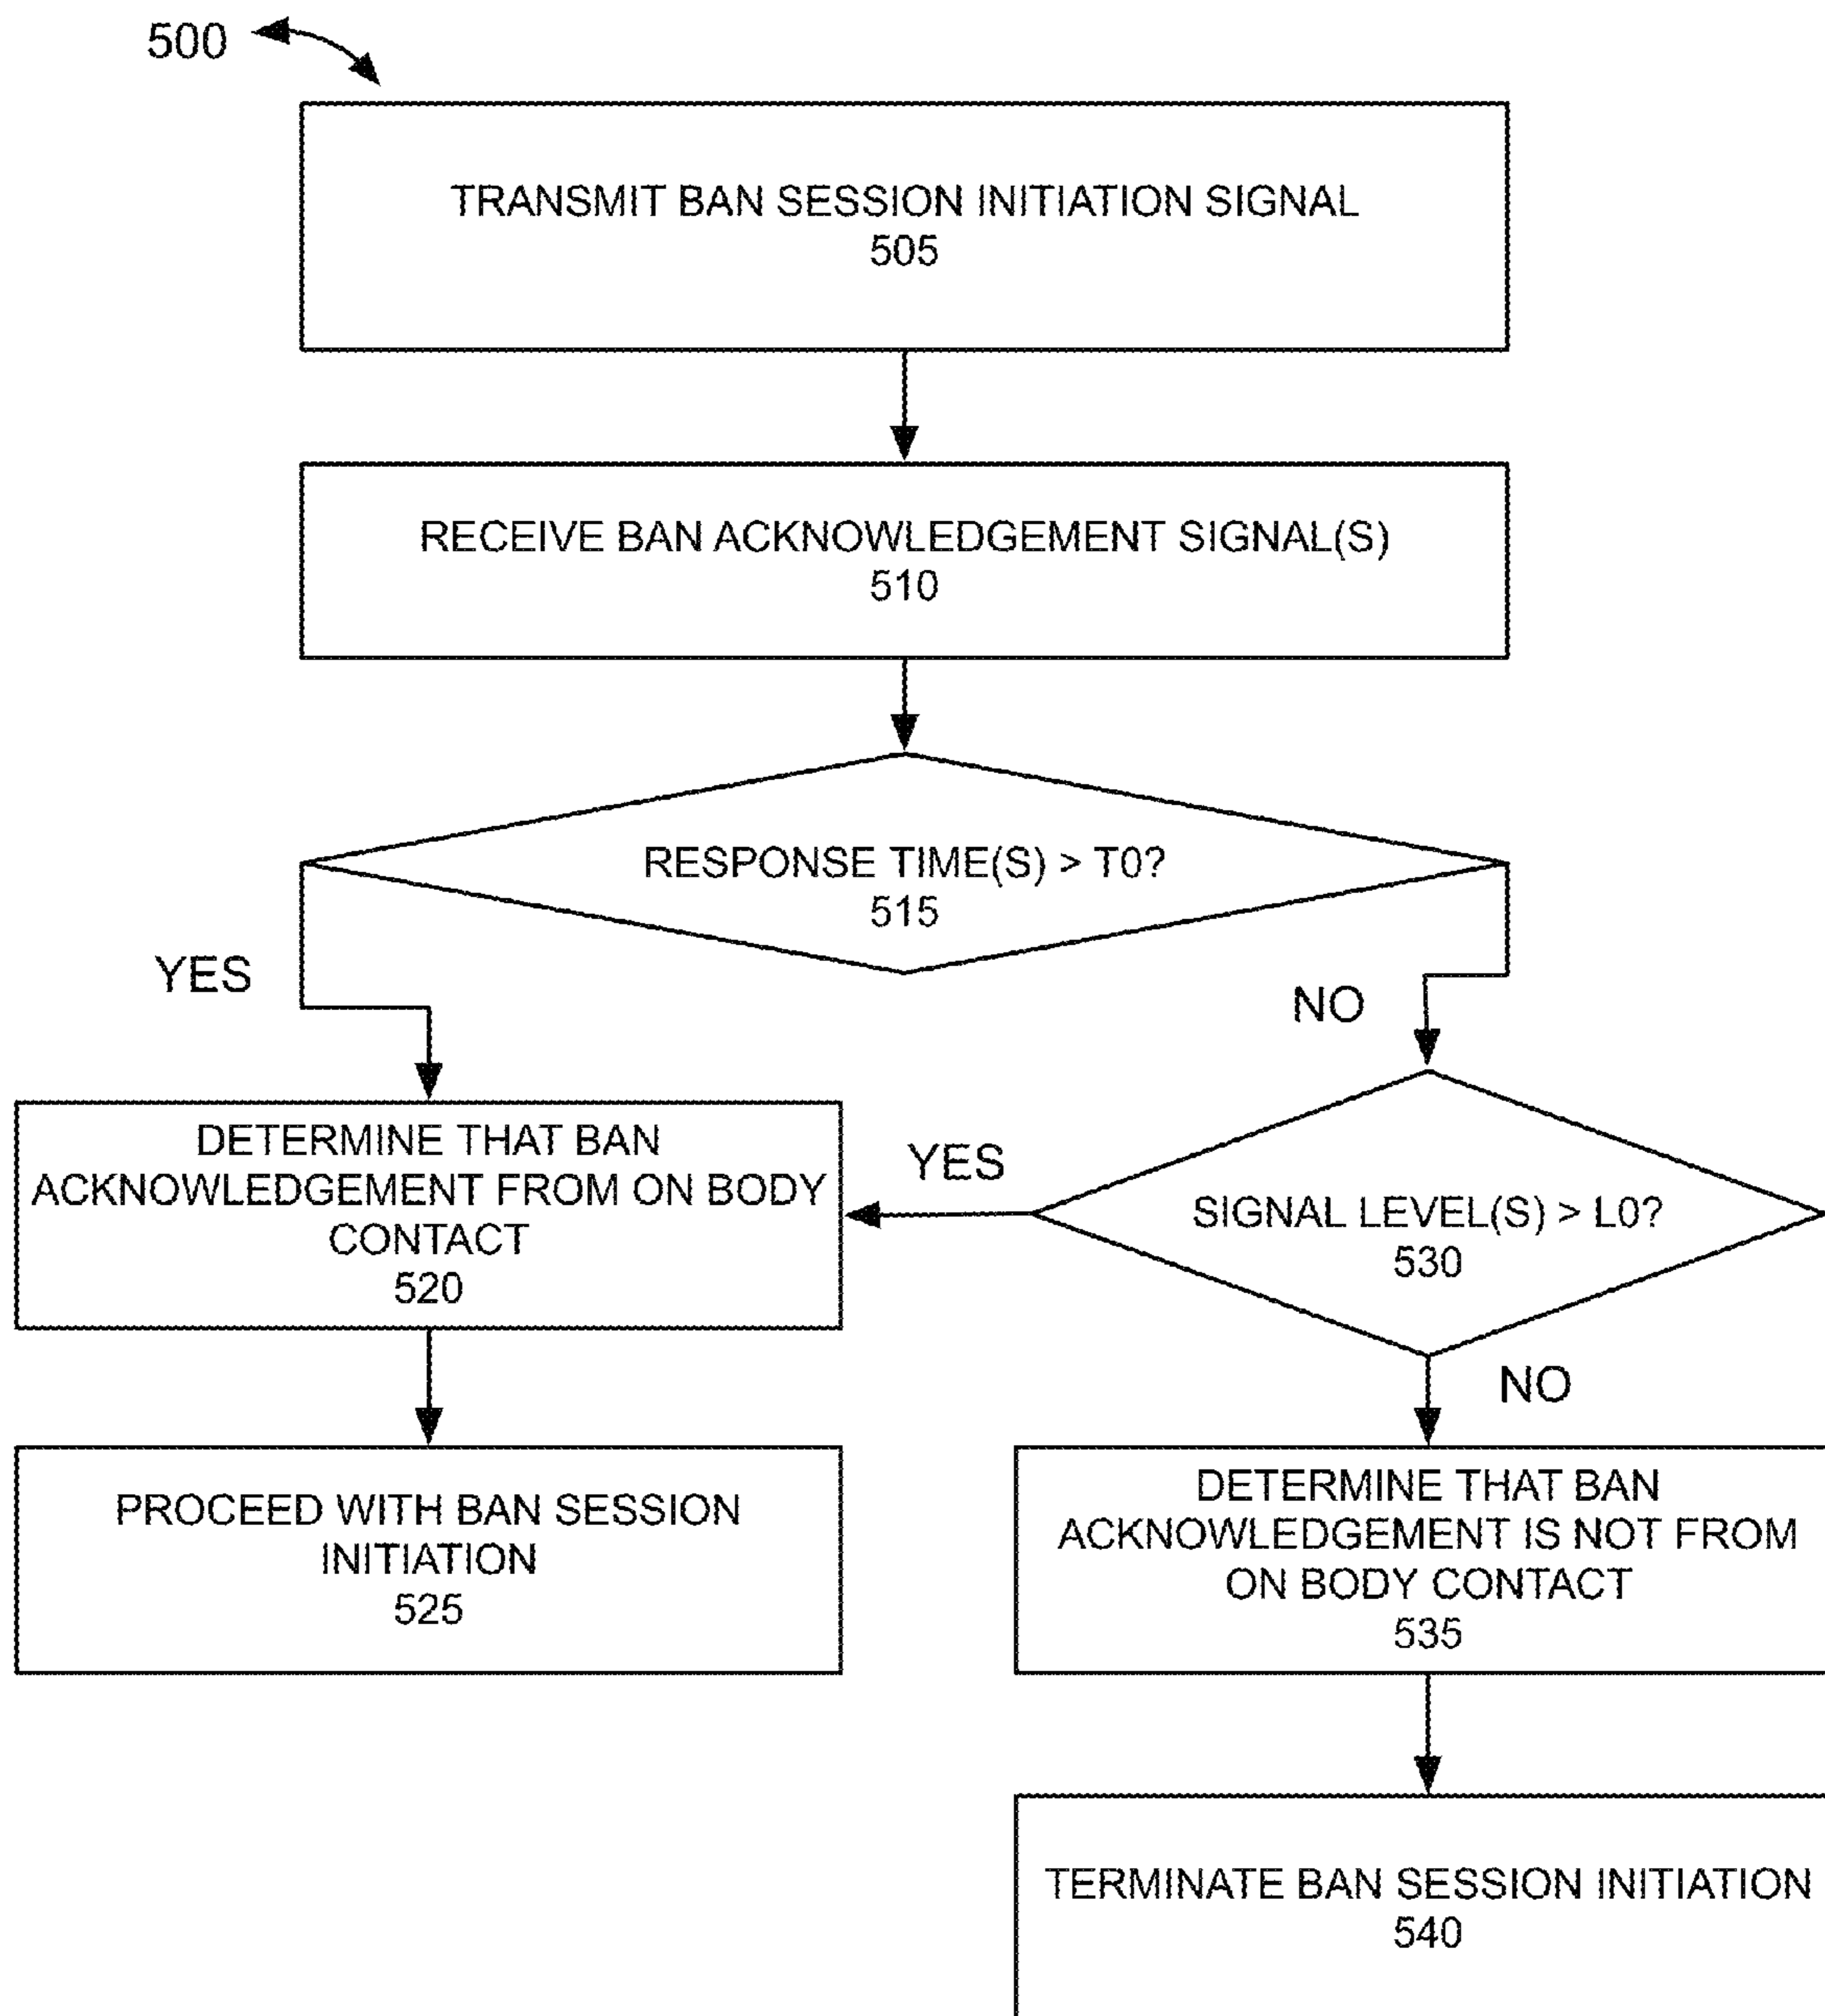 500
TRANSMIT BAN SESSION INITIATION SIGNAL
505
RECEIVE BAN ACKNOWLEDGEMENT SIGNAL(S)
510
RESPONSE TIME(S) > T0?
515
YES
NO
DETERMINE THAT BAN
ACKNOWLEDGEMENT FROM ON BODY
CONTACT
520
YES
SIGNAL LEVEL(S) > L0?
530
NO
PROCEED WITH BAN SESSION
INITIATION
525
DETERMINE THAT BAN
ACKNOWLEDGEMENT IS NOT FROM
ON BODY CONTACT
535
TERMINATE BAN SESSION INITIATION
540